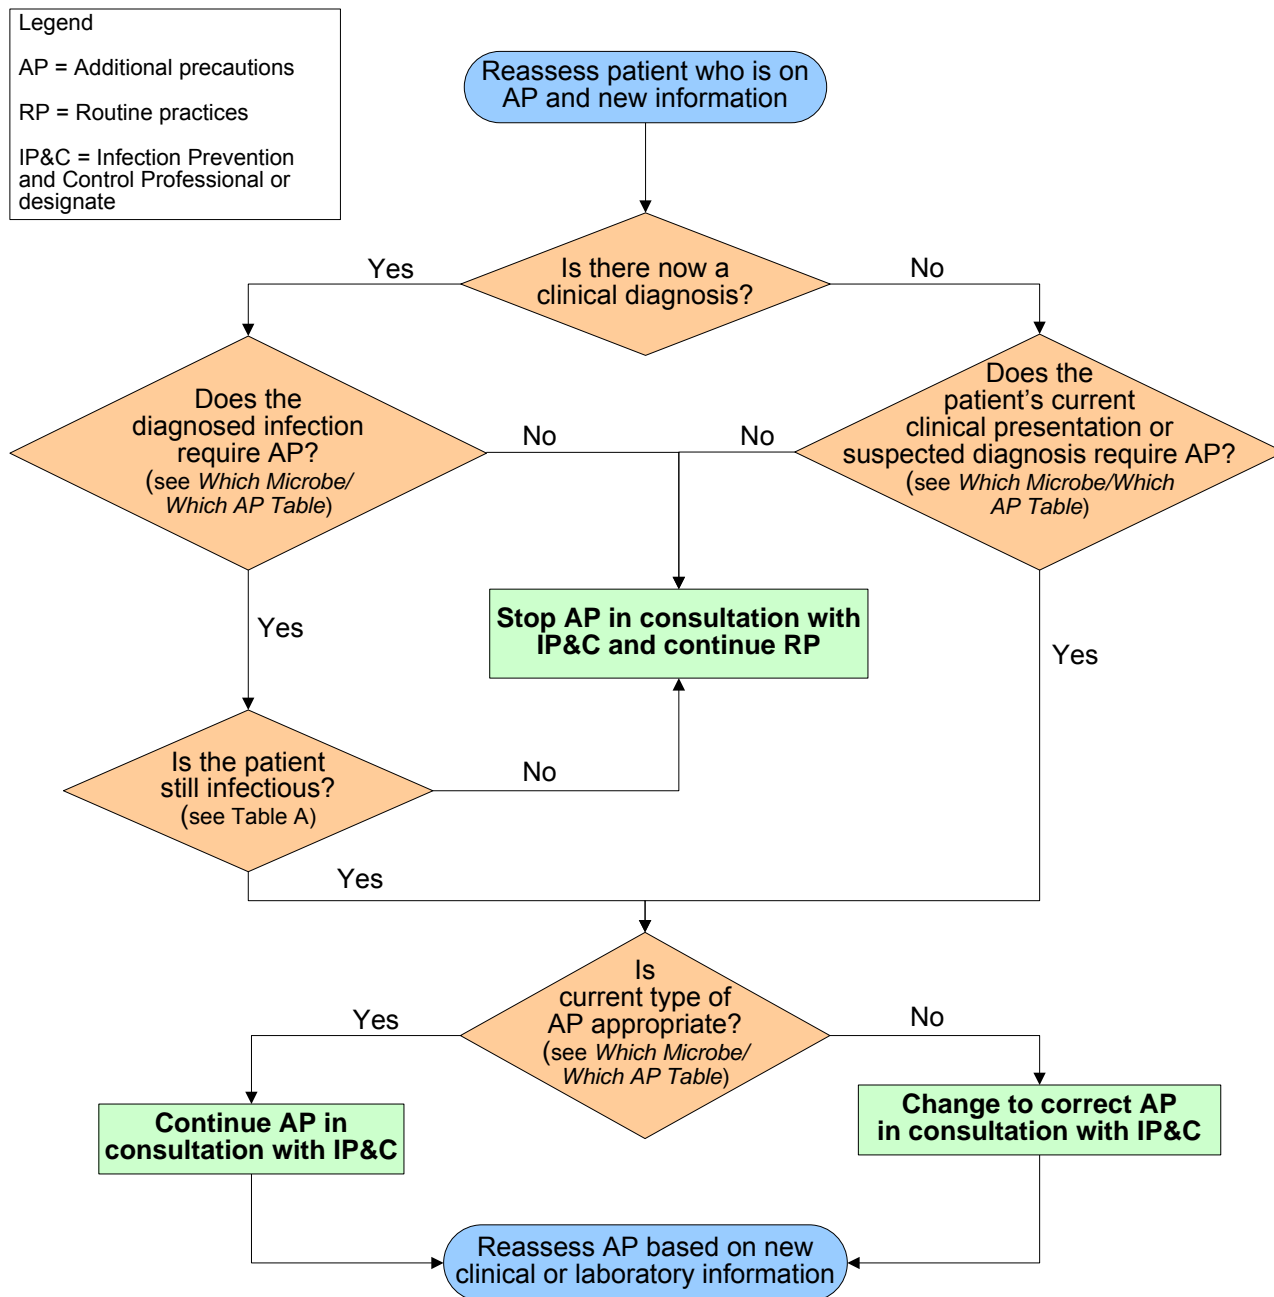 Legend
AP = Additional precautions
RP = Routine practices
IP&C = Infection Prevention
and Control Professional or
designate
Reassess patient who is on
AP and new information
Is there now a
clinical diagnosis?
Yes
No
Does the
diagnosed infection
require AP?
(see Which Microbe/
Which AP Table)
No
No
Does the
patient's current
clinical presentation or
suspected diagnosis require AP?
(see Which Microbe/Which
AP Table)
Yes
Stop AP in consultation with
IP&C and continue RP
Yes
Is the patient
still infectious?
(see Table A)
No
Yes
Is
current type of
AP appropriate?
(see Which Microbe/
Which AP Table)
Yes
No
Continue AP in
consultation with IP&C
Change to correct AP
in consultation with IP&C
Reassess AP based on new
clinical or laboratory information